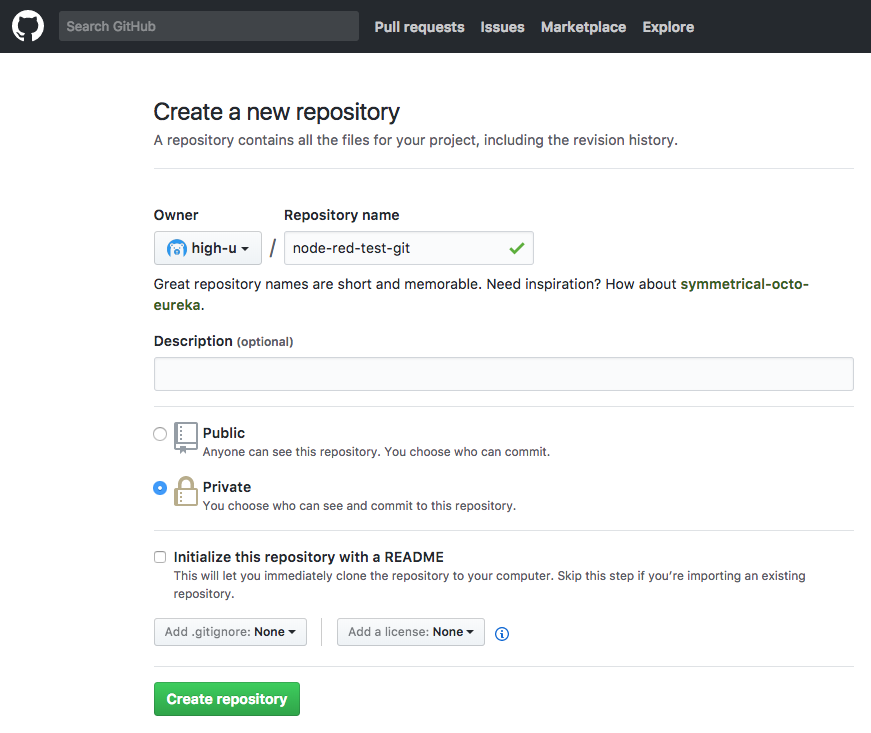 Search GitHub Pull requests Issues Marketplace Explore
Create a new repository
A repository contains all the files for your project, including the revision history.
Owner Repository name
high-u / node-red-test-git
Great repository names are short and memorable. Need inspiration? How about symmetrical-octo-
eureka.
Description (optional)
Public
Anyone can see this repository. You choose who can commit.
Private
You choose who can see and commit to this repository.
Initialize this repository with a README
This will let you immediately clone the repository to your computer. Skip this step if you’re importing an existing
repository.
Add .gitignore: None Add a license: None
Create repository